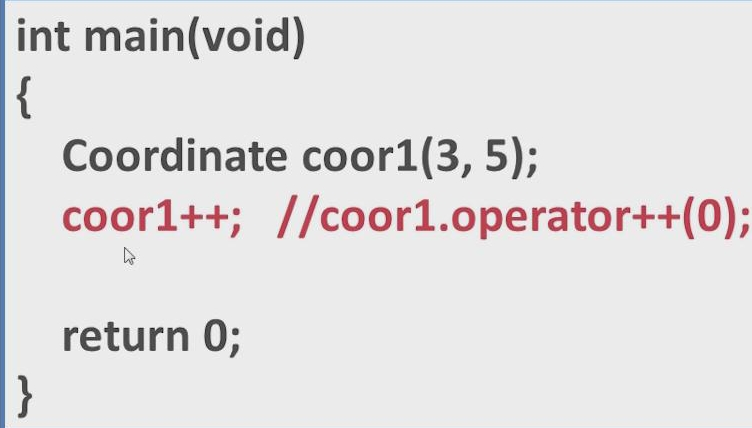 int main(void)
{
Coordinate coor1(3, 5);
coor1++; //coor1.operator++(0);
return 0;
}